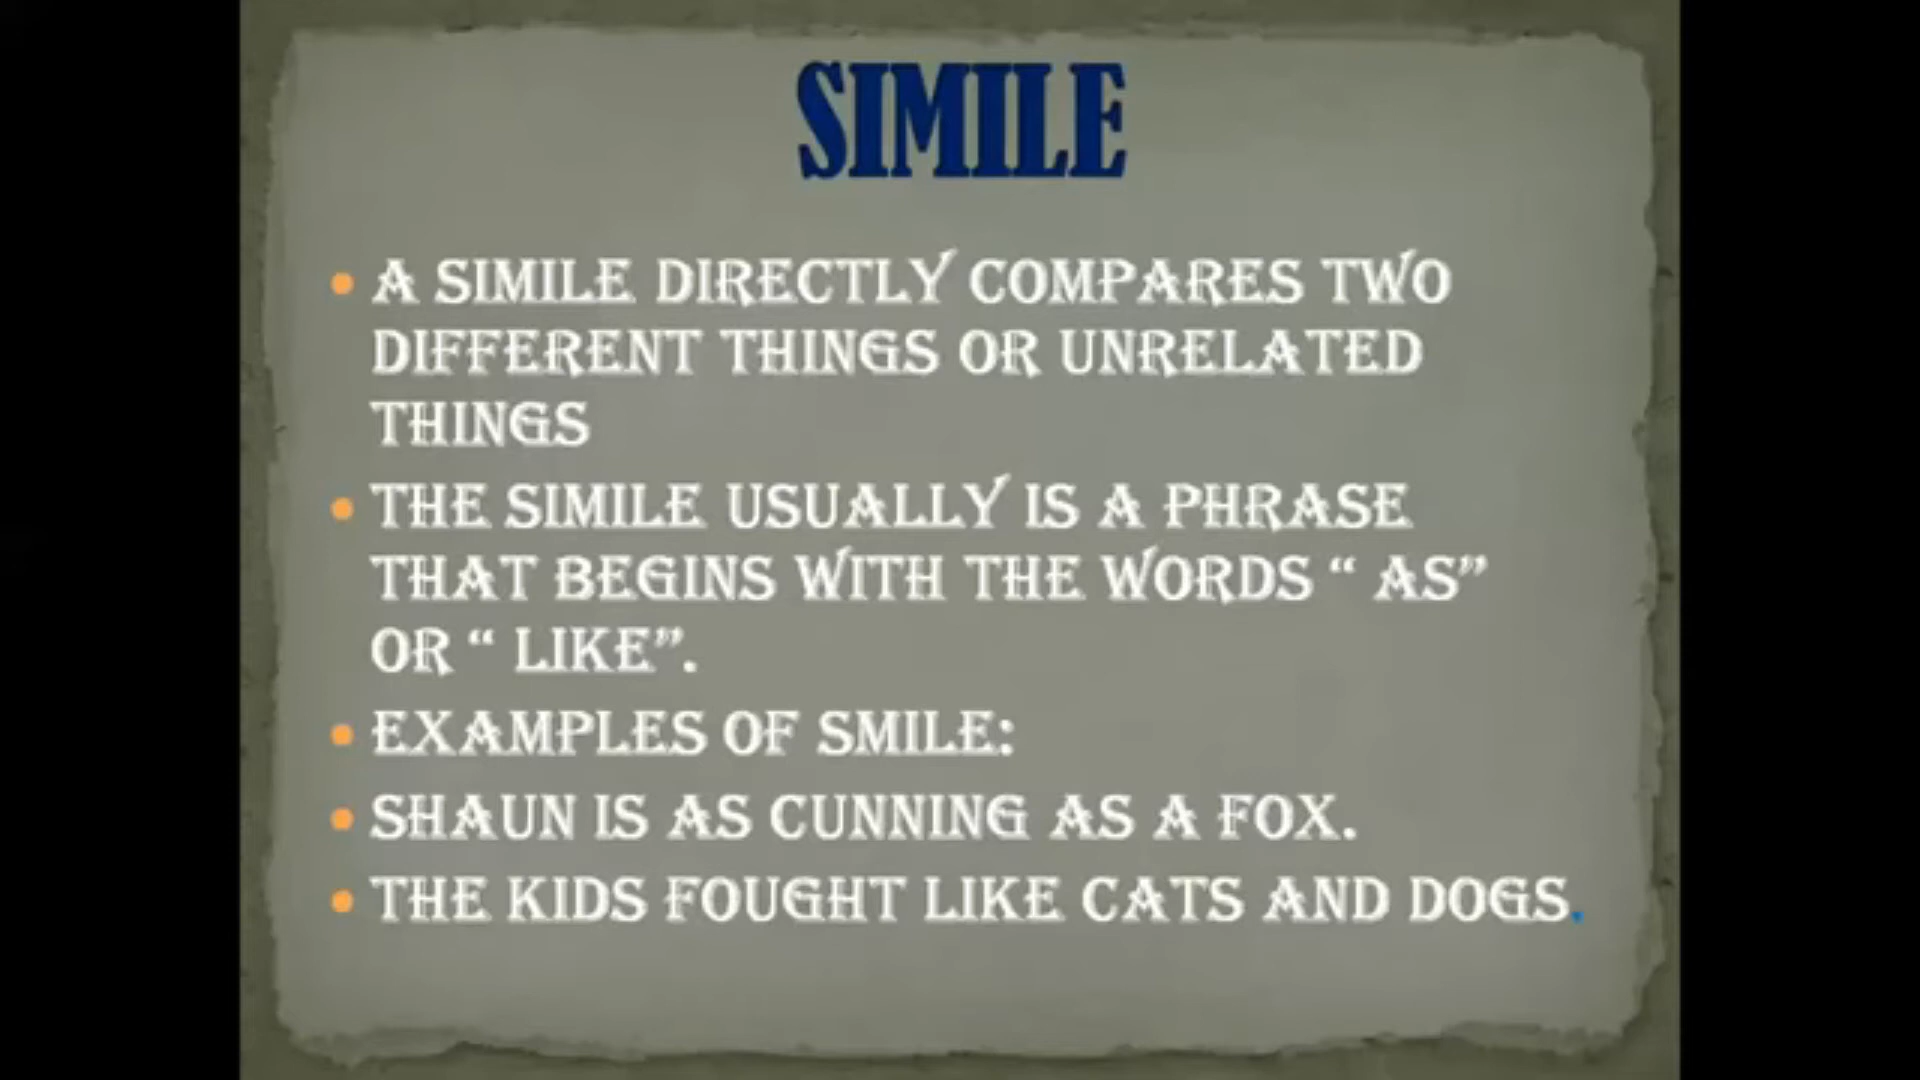 SIMILE
• A SIMILE DIRECTLY COMPARES TWO
DIFFERENT THINGS OR UNRELATED
THINGS
• THE SIMILE USUALLY IS A PHRASE
THAT BEGINS WITH THE WORDS “ AS”
OR “ LIKE”.
• EXAMPLES OF SMILE:
• SHAUN IS AS CUNNING AS A FOX.
• THE KIDS FOUGHT LIKE CATS AND DOGS.